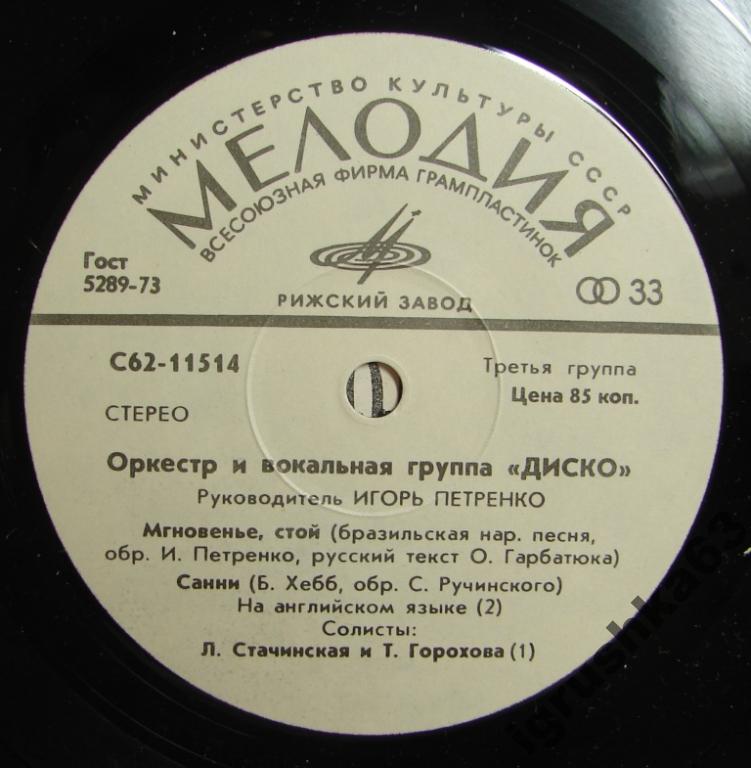 МИНИСТЕРСТВО КУЛЬТУРЫ СССР
МЕЛОДИЯ
ВСЕСОЮЗНАЯ ФИРМА ГРАМПЛАСТИНОК
Гост
5289-73
33
РИЖСКИЙ ЗАВОД
С62-11514
Третья группа
СТЕРЕО
Цена 85 коп.
Оркестр и вокальная группа «ДИСКО»
Руководитель ИГОРЬ ПЕТРЕНКО
Мгновенье, стой (бразильская нар. песня,
обр. И. Петренко, русский текст О. Гарбатюка)
Санни (Б. Хебб, обр. С. Ручинского)
На английском языке (2)
Солисты:
Л. Стачинская и Т. Горохова (1)
igrushka63